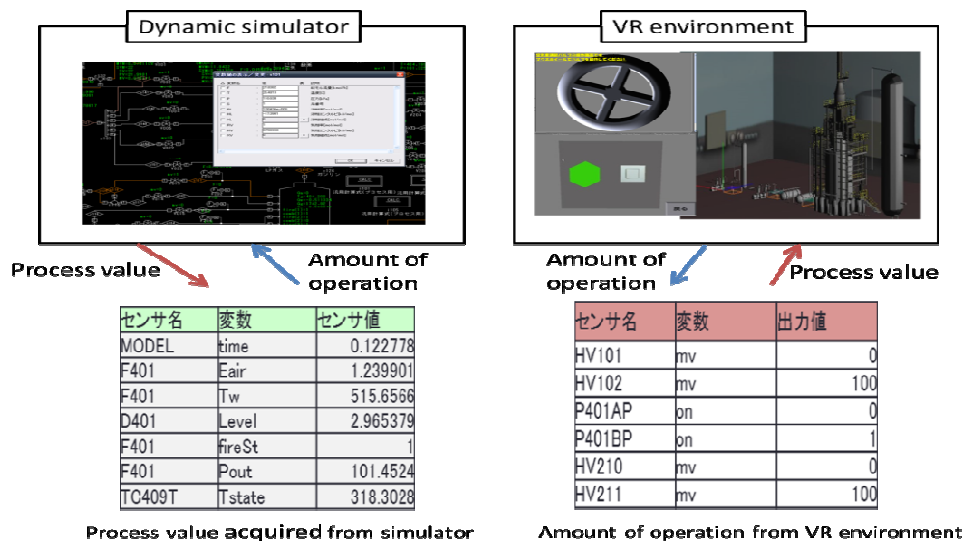 Dynamic simulator
VR environment
Process value
Amount of
operation
Amount of
operation
Process value
センサ名 変数 センサ値
MODEL time 0.122778
F401 Eair 1.239901
F401 Tw 515.6566
D401 Level 2.965379
F401 fireSt 1
F401 Pout 101.4524
TC409T Tstate 318.3028
センサ名 変数 出力値
HV101 mv 0
HV102 mv 100
P401AP on 0
P401BP on 1
HV210 mv 0
HV211 mv 100
Process value acquired from simulator
Amount of operation from VR environment